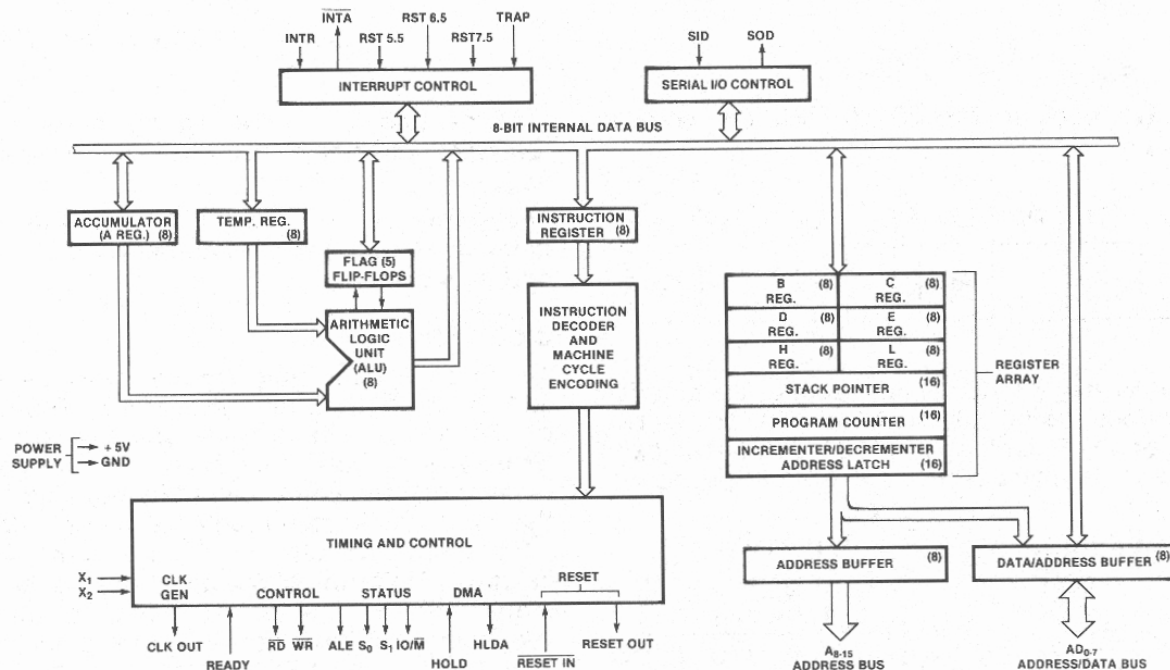 INTA
RST 6.5
TRAP
INTR
RST 5.5
RST7.5
SID
SOD
INTERRUPT CONTROL
SERIAL I/O CONTROL
8-BIT INTERNAL DATA BUS
ACCUMULATOR
(A REG.) (8)
TEMP. REG.
(8)
INSTRUCTION
REGISTER (8)
FLAG (5)
FLIP-FLOPS
ARITHMETIC
LOGIC
UNIT
(ALU)
(8)
INSTRUCTION
DECODER
AND
MACHINE
CYCLE
ENCODING
B (8)
REG.
C (8)
REG.
D (8)
REG.
E (8)
REG.
H (8)
REG.
L (8)
REG.
STACK POINTER (16)
PROGRAM COUNTER (16)
INCREMENTER/DECREMENTER
ADDRESS LATCH (16)
REGISTER
ARRAY
POWER
SUPPLY
+ 5V
GND
TIMING AND CONTROL
X₁
X₂
CLK
GEN
CONTROL
STATUS
DMA
RESET
CLK OUT
READY
RD
WR
ALE
S₀
S₁
IO/M
HOLD
HLDA
RESET IN
RESET OUT
ADDRESS BUFFER (8)
DATA/ADDRESS BUFFER (8)
A₈₋₁₅
ADDRESS BUS
AD₀₋₇
ADDRESS/DATA BUS